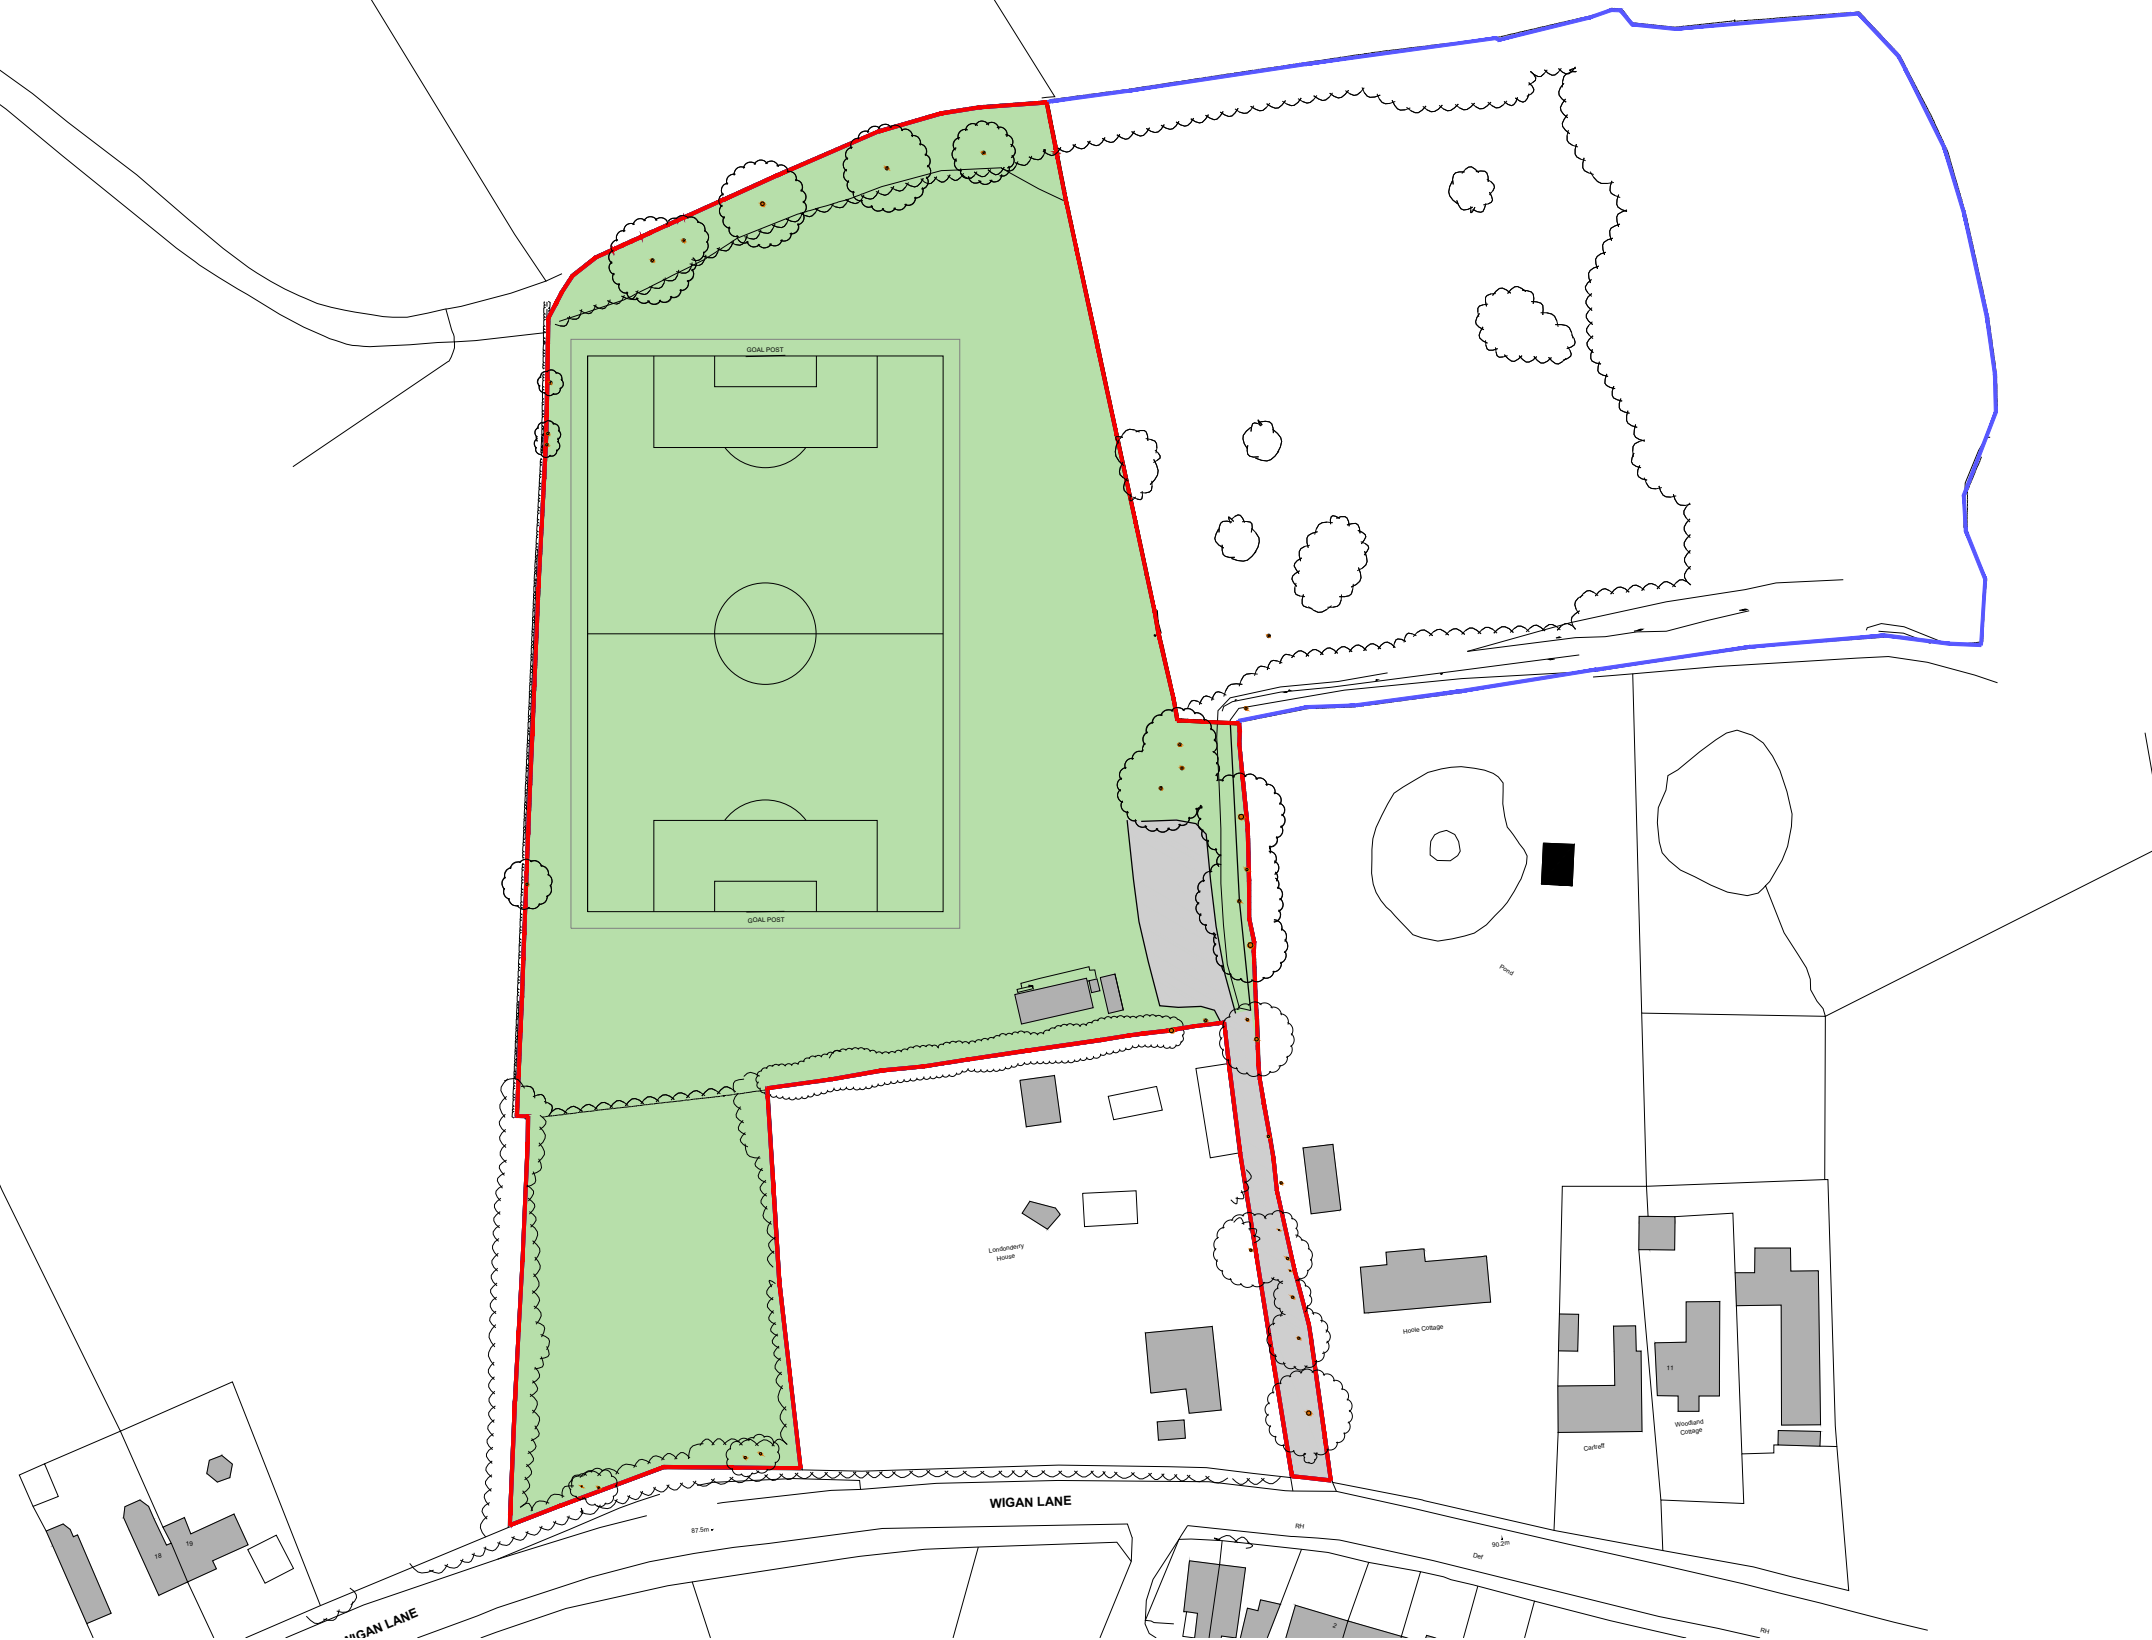 GOAL POST
GOAL POST
Pond
Londonderry
House
Hoole Cottage
11
Woodland
Cottage
Cartref
WIGAN LANE
87.5m
RH
90.2m
Def
18
19
WIGAN LANE
2
RH